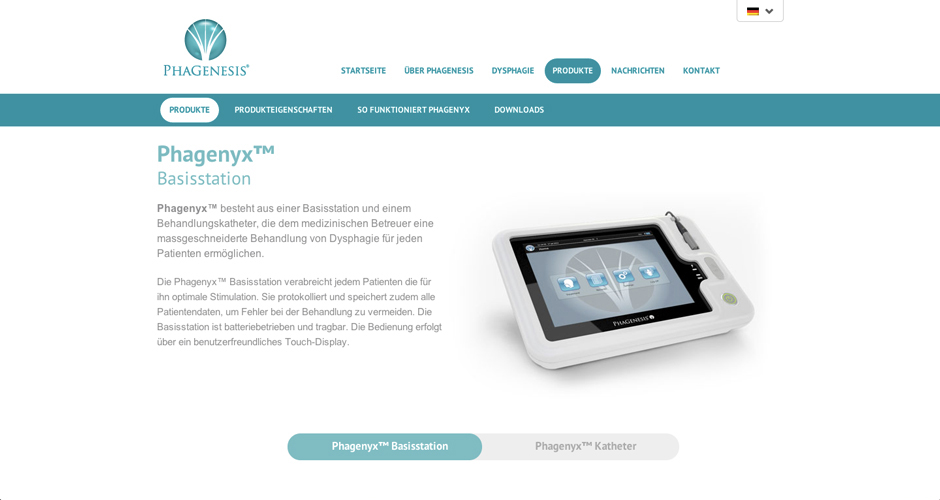 PHAGENESIS®
STARTSEITE
ÜBER PHAGENESIS
DYSPHAGIE
PRODUKTE
NACHRICHTEN
KONTAKT
PRODUKTE
PRODUKTEIGENSCHAFTEN
SO FUNKTIONIERT PHAGENYX
DOWNLOADS
Phagenyx™
Basisstation
Phagenyx™ besteht aus einer Basisstation und einem
Behandlungskatheter, die dem medizinischen Betreuer eine
massgeschneiderte Behandlung von Dysphagie für jeden
Patienten ermöglichen.
Die Phagenyx™ Basisstation verabreicht jedem Patienten die für
ihn optimale Stimulation. Sie protokolliert und speichert zudem alle
Patientendaten, um Fehler bei der Behandlung zu vermeiden. Die
Basisstation ist batteriebetrieben und tragbar. Die Bedienung erfolgt
über ein benutzerfreundliches Touch-Display.
PHAGENESIS
Phagenyx™ Basisstation
Phagenyx™ Katheter